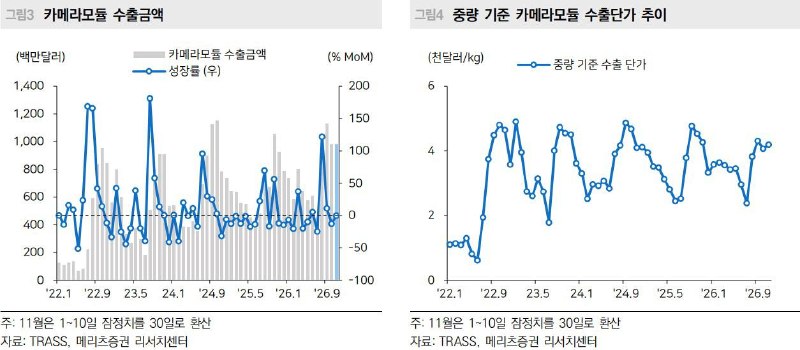 그림3 카메라모듈 수출금액
(백만달러)
카메라모듈 수출금액
(% MoM)
성장률 (우)
1,400
1,200
1,000
800
600
400
200
0
200
150
100
50
0
-50
-100
'22.1
'22.9
'23.5
'24.1
'24.9
'25.5
'26.1
'26.9
주: 11월은 1~10일 잠정치를 30일로 환산
자료: TRASS, 메리츠증권 리서치센터
그림4 중량 기준 카메라모듈 수출단가 추이
(천달러/kg)
중량 기준 수출 단가
6
4
2
0
'22.1
'22.9
23.5
'24.1
'24.9
'25.5
'26.1
'26.9
주: 11월은 1~10일 잠정치를 30일로 환산
자료: TRASS, 메리츠증권 리서치센터